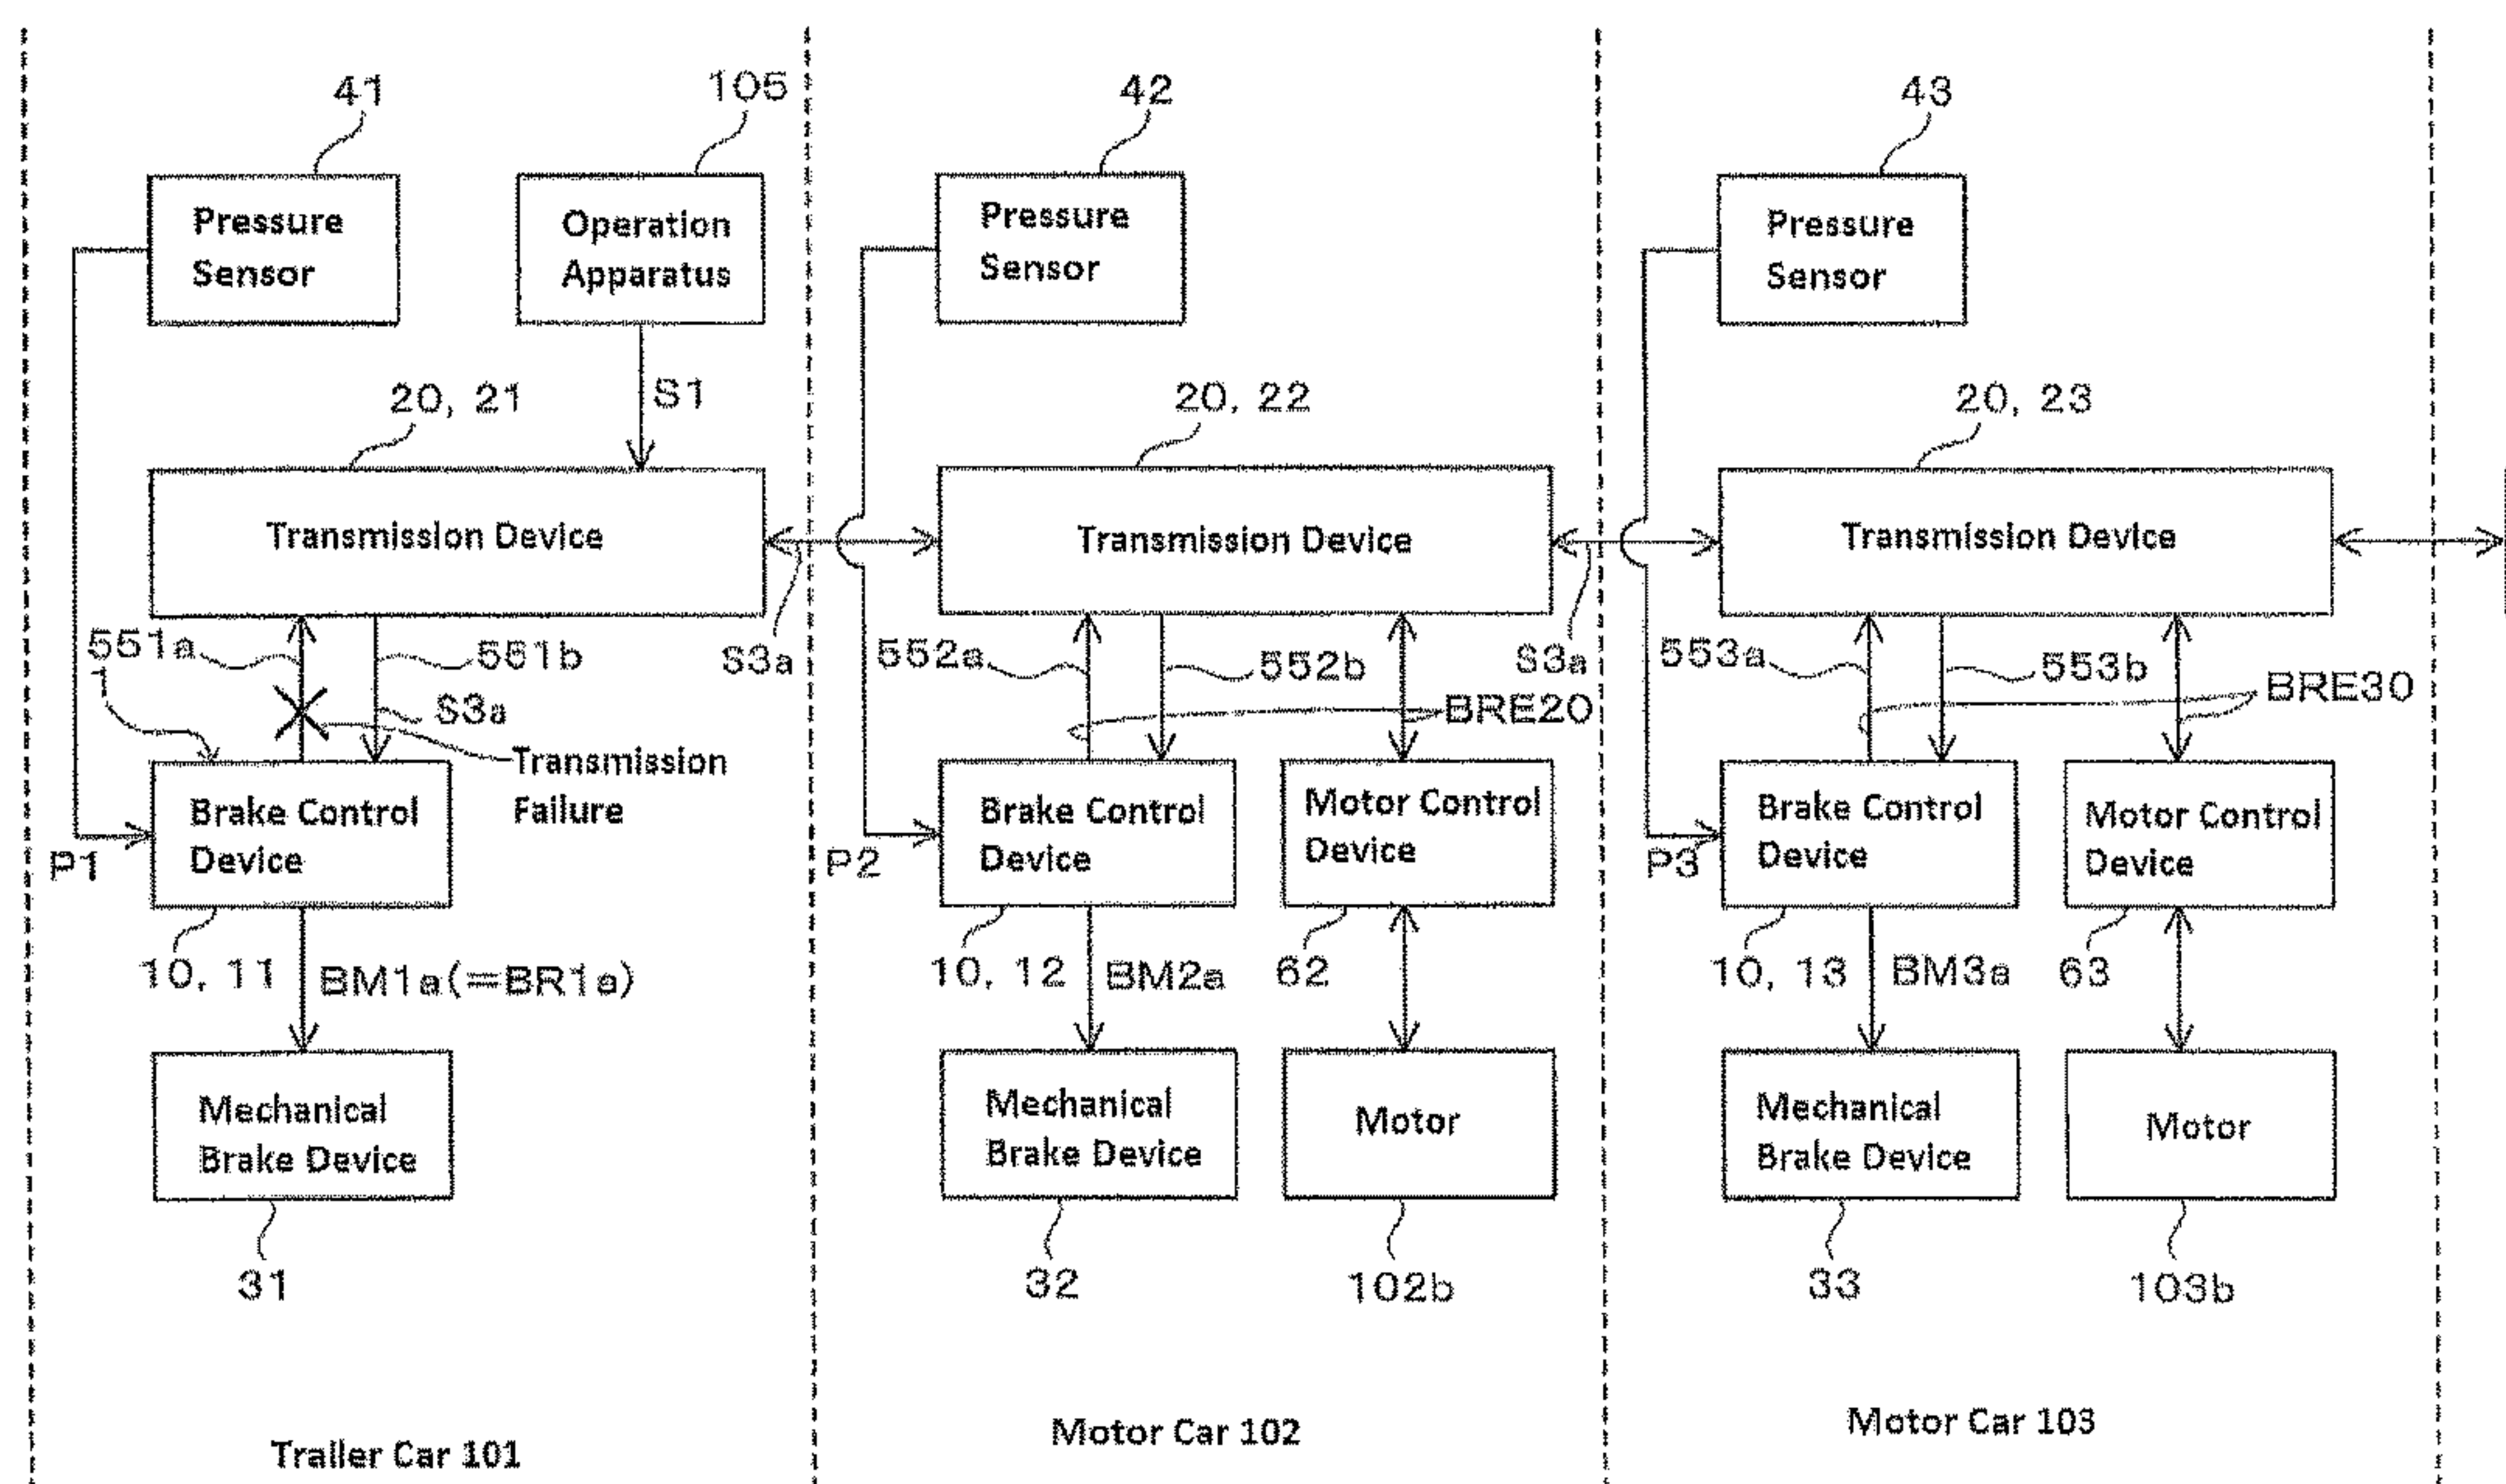 41
105
42
43
Pressure
Sensor
Operation
Apparatus
Pressure
Sensor
Pressure
Sensor
20, 21
S1
20, 22
20, 23
Transmission Device
Transmission Device
Transmission Device
551a
551b
S3a
552a
552b
S3a
553a
553b
S3a
BRE20
BRE30
Transmission
Failure
1
Brake Control
Device
Brake Control
Device
Motor Control
Device
Brake Control
Device
Motor Control
Device
P1
P2
P3
10, 11
BM1a(=BR1a)
10, 12
BM2a
62
10, 13
BM3a
63
Mechanical
Brake Device
Mechanical
Brake Device
Motor
Mechanical
Brake Device
Motor
31
32
102b
33
103b
Trailer Car 101
Motor Car 102
Motor Car 103